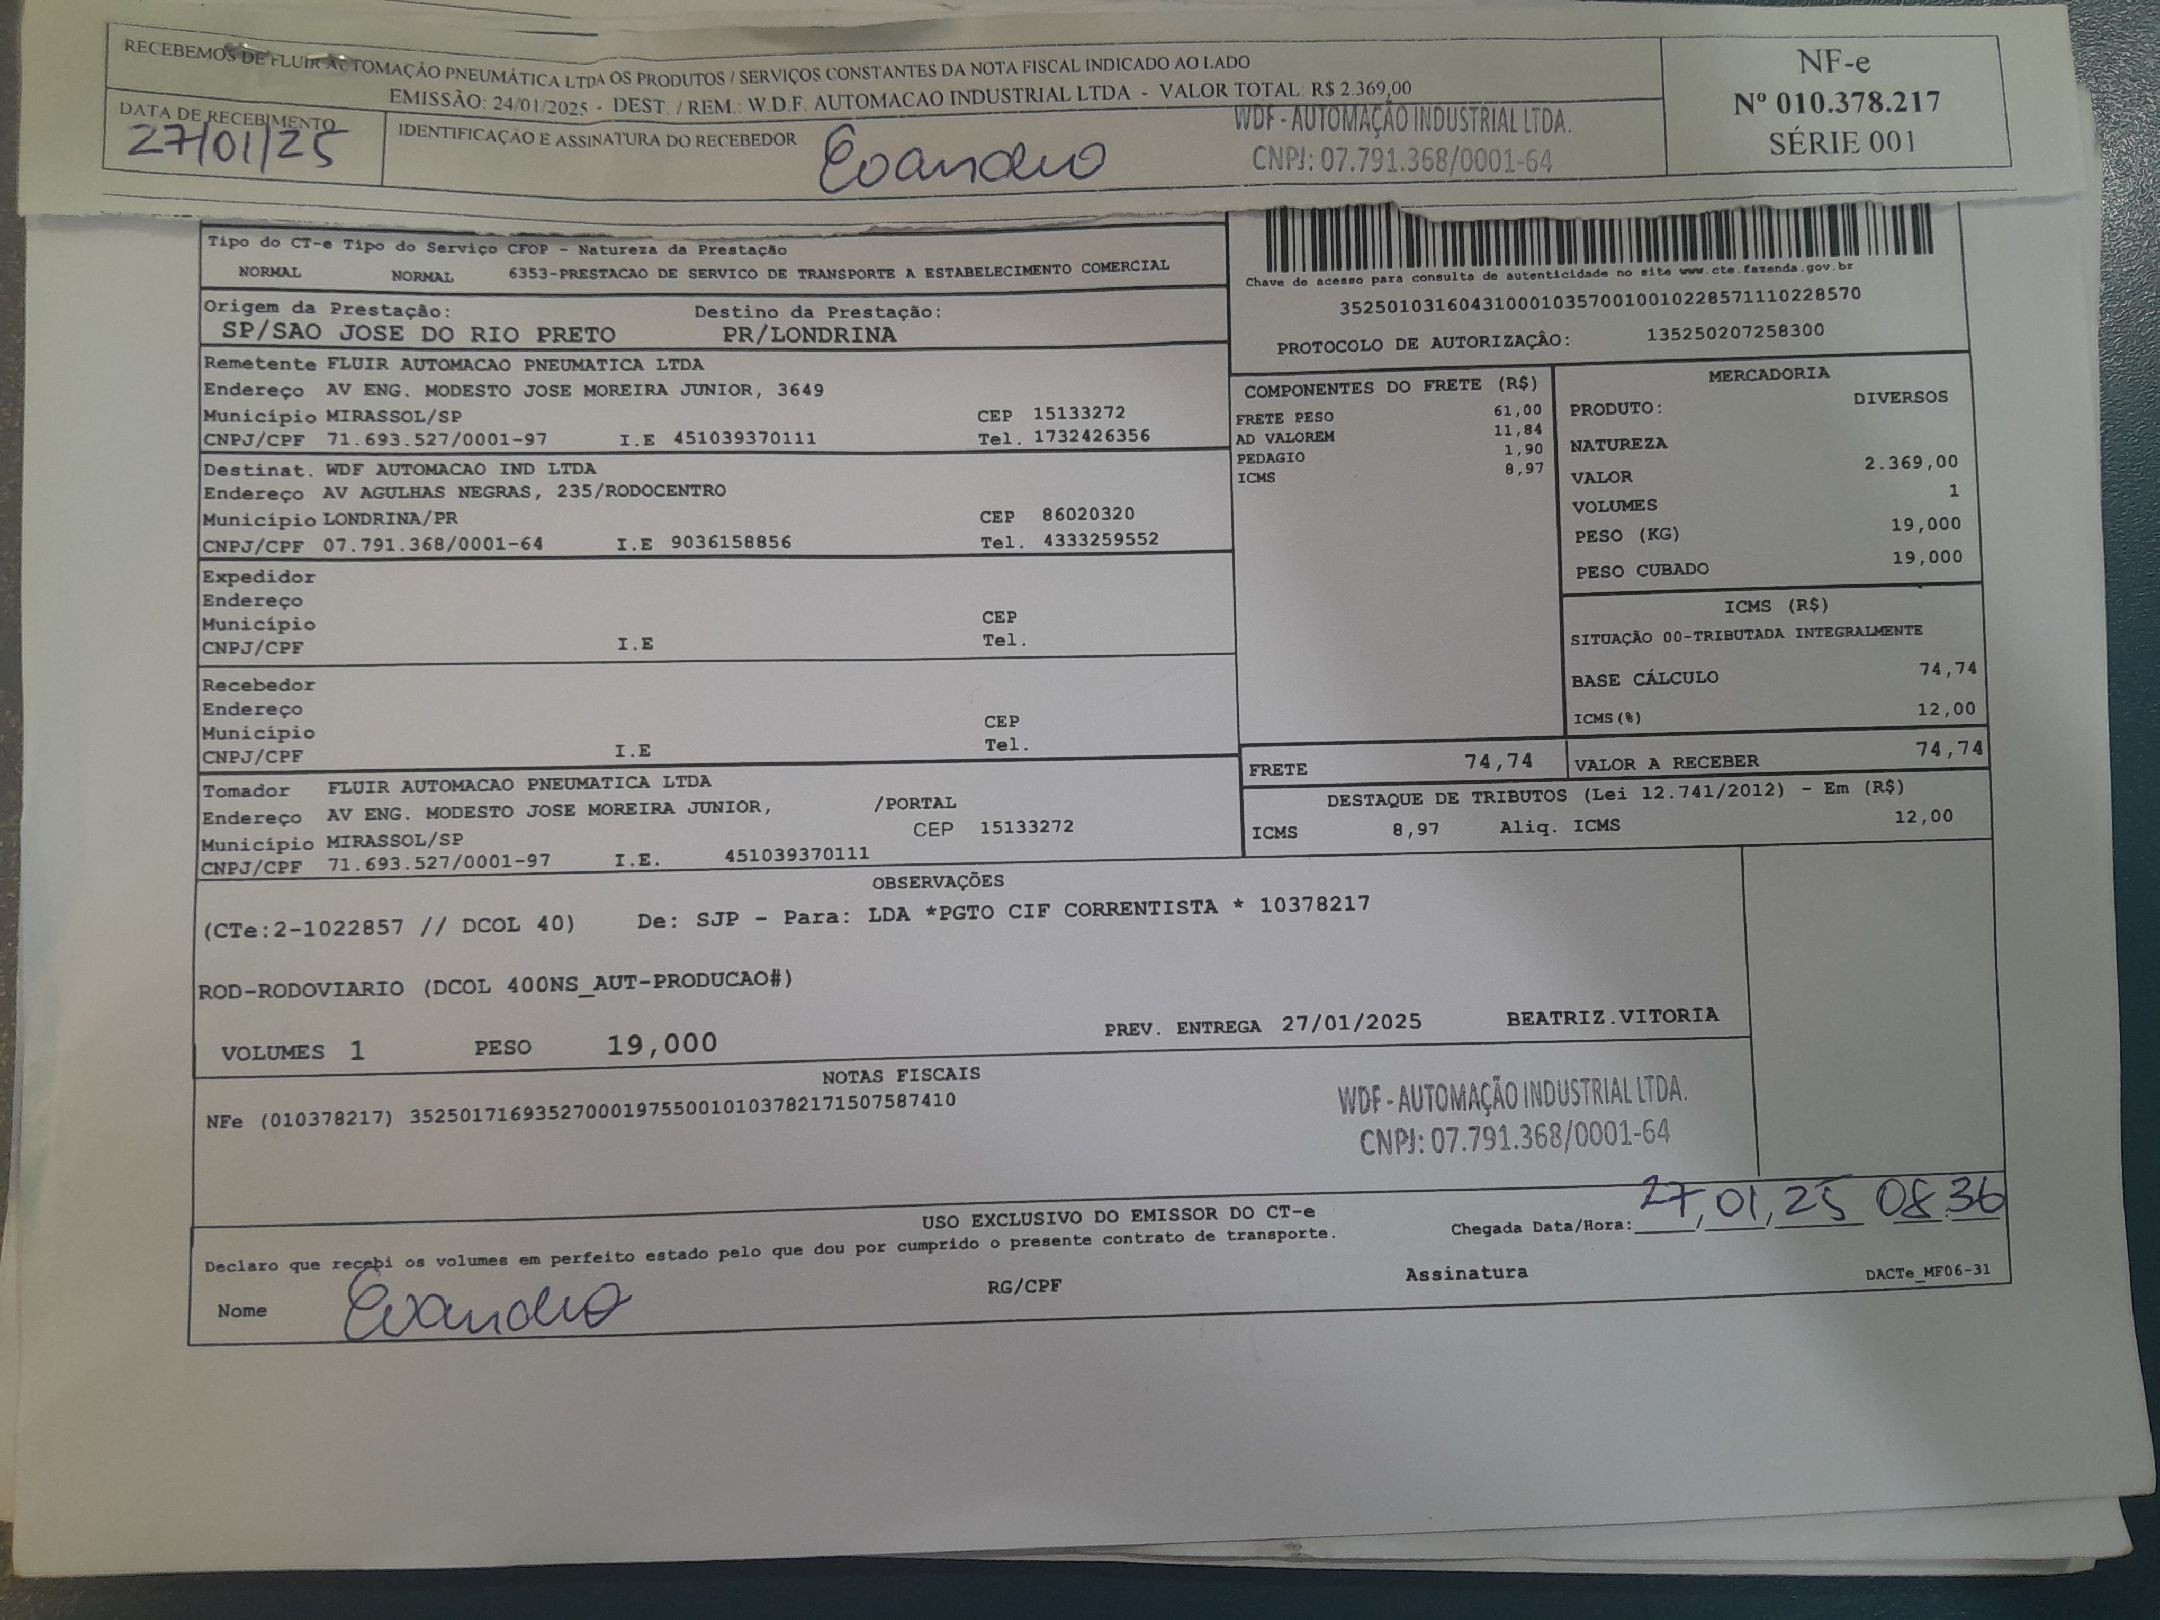 RECEBEMOS DE FLUIR AUTOMAÇÃO PNEUMÁTICA LTDA OS PRODUTOS / SERVIÇOS CONSTANTES DA NOTA FISCAL INDICADO AO LADO
EMISSÃO: 24/01/2025 - DEST. / REM.: W.D.F. AUTOMACAO INDUSTRIAL LTDA - VALOR TOTAL: R$ 2.369,00
NF-e
Nº 010.378.217
SÉRIE 001
DATA DE RECEBIMENTO
27/01/25
IDENTIFICAÇÃO E ASSINATURA DO RECEBEDOR
Evandro
WDF - AUTOMAÇÃO INDUSTRIAL LTDA.
CNPJ: 07.791.368/0001-64
Tipo do CT-e Tipo do Serviço CFOP - Natureza da Prestação
NORMAL NORMAL 6353-PRESTACAO DE SERVICO DE TRANSPORTE A ESTABELECIMENTO COMERCIAL
Chave de acesso para consulta de autenticidade no site www.cte.fazenda.gov.br
35250103160431000103570010010228571110228570
PROTOCOLO DE AUTORIZAÇÂO: 135250207258300
Origem da Prestação: Destino da Prestação:
SP/SAO JOSE DO RIO PRETO PR/LONDRINA
Remetente FLUIR AUTOMACAO PNEUMATICA LTDA
Endereço AV ENG. MODESTO JOSE MOREIRA JUNIOR, 3649
Município MIRASSOL/SP CEP 15133272
CNPJ/CPF 71.693.527/0001-97 I.E 451039370111 Tel. 1732426356
Destinat. WDF AUTOMACAO IND LTDA
Endereço AV AGULHAS NEGRAS, 235/RODOCENTRO
Município LONDRINA/PR CEP 86020320
CNPJ/CPF 07.791.368/0001-64 I.E 9036158856 Tel. 4333259552
Expedidor
Endereço
Município CEP
CNPJ/CPF I.E Tel.
Recebedor
Endereço
Município CEP
CNPJ/CPF I.E Tel.
Tomador FLUIR AUTOMACAO PNEUMATICA LTDA
Endereço AV ENG. MODESTO JOSE MOREIRA JUNIOR, /PORTAL
Município MIRASSOL/SP CEP 15133272
CNPJ/CPF 71.693.527/0001-97 I.E. 451039370111
COMPONENTES DO FRETE (R$)
FRETE PESO 61,00
AD VALOREM 11,84
PEDAGIO 1,90
ICMS 8,97
MERCADORIA
PRODUTO: DIVERSOS
NATUREZA
VALOR 2.369,00
VOLUMES 1
PESO (KG) 19,000
PESO CUBADO 19,000
ICMS (R$)
SITUAÇÃO 00-TRIBUTADA INTEGRALMENTE
BASE CÁLCULO 74,74
ICMS(%) 12,00
FRETE 74,74
VALOR A RECEBER 74,74
DESTAQUE DE TRIBUTOS (Lei 12.741/2012) - Em (R$)
ICMS 8,97 Aliq. ICMS 12,00
OBSERVAÇÕES
(CTe:2-1022857 // DCOL 40) De: SJP - Para: LDA *PGTO CIF CORRENTISTA * 10378217
ROD-RODOVIARIO (DCOL 400NS_AUT-PRODUCAO#)
VOLUMES 1 PESO 19,000 PREV. ENTREGA 27/01/2025 BEATRIZ.VITORIA
NOTAS FISCAIS
NFe (010378217) 35250171693527000197550010103782171507587410
WDF - AUTOMAÇÃO INDUSTRIAL LTDA.
CNPJ: 07.791.368/0001-64
USO EXCLUSIVO DO EMISSOR DO CT-e
Chegada Data/Hora: 27/01/25 08:36
Declaro que recebi os volumes em perfeito estado pelo que dou por cumprido o presente contrato de transporte.
Nome Evandro RG/CPF Assinatura
DACTe_MF06-31